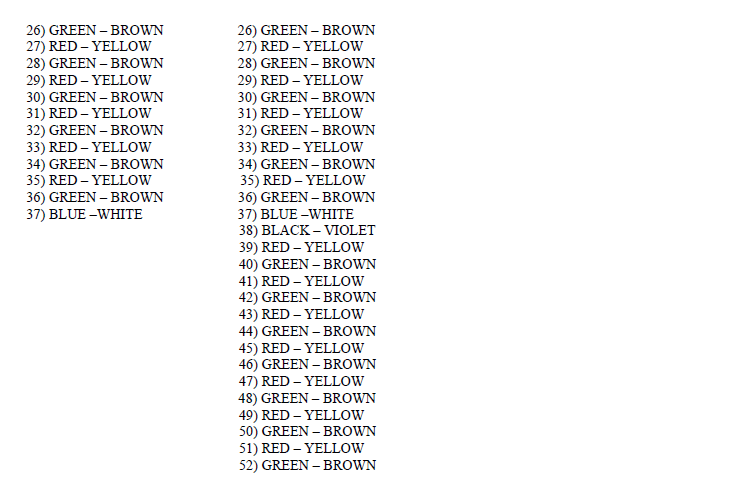 26) GREEN – BROWN
27) RED – YELLOW
28) GREEN – BROWN
29) RED – YELLOW
30) GREEN – BROWN
31) RED – YELLOW
32) GREEN – BROWN
33) RED – YELLOW
34) GREEN – BROWN
35) RED – YELLOW
36) GREEN – BROWN
37) BLUE –WHITE
26) GREEN – BROWN
27) RED – YELLOW
28) GREEN – BROWN
29) RED – YELLOW
30) GREEN – BROWN
31) RED – YELLOW
32) GREEN – BROWN
33) RED – YELLOW
34) GREEN – BROWN
35) RED – YELLOW
36) GREEN – BROWN
37) BLUE –WHITE
38) BLACK – VIOLET
39) RED – YELLOW
40) GREEN – BROWN
41) RED – YELLOW
42) GREEN – BROWN
43) RED – YELLOW
44) GREEN – BROWN
45) RED – YELLOW
46) GREEN – BROWN
47) RED – YELLOW
48) GREEN – BROWN
49) RED – YELLOW
50) GREEN – BROWN
51) RED – YELLOW
52) GREEN – BROWN